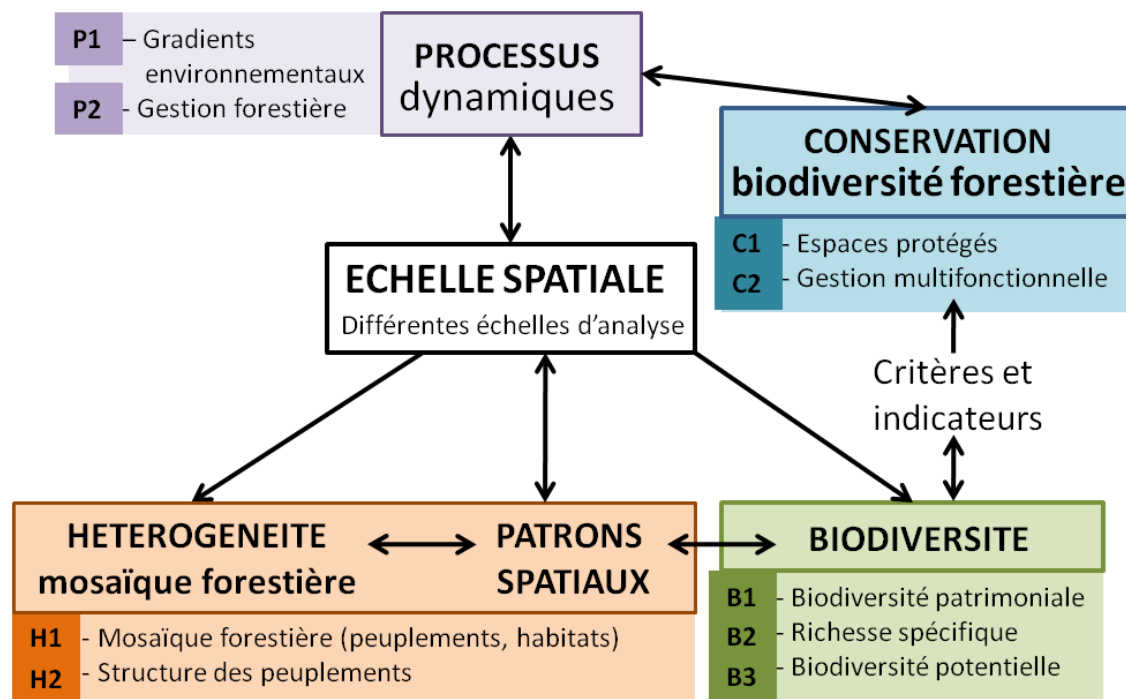 P1 – Gradients
environnementaux
P2 - Gestion forestière
PROCESSUS
dynamiques
CONSERVATION
biodiversité forestière
C1 - Espaces protégés
C2 - Gestion multifonctionnelle
ECHELLE SPATIALE
Différentes échelles d'analyse
Critères et
indicateurs
HETEROGENEITE
mosaïque forestière
PATRONS
SPATIAUX
H1 - Mosaïque forestière (peuplements, habitats)
H2 - Structure des peuplements
BIODIVERSITE
B1 - Biodiversité patrimoniale
B2 - Richesse spécifique
B3 - Biodiversité potentielle